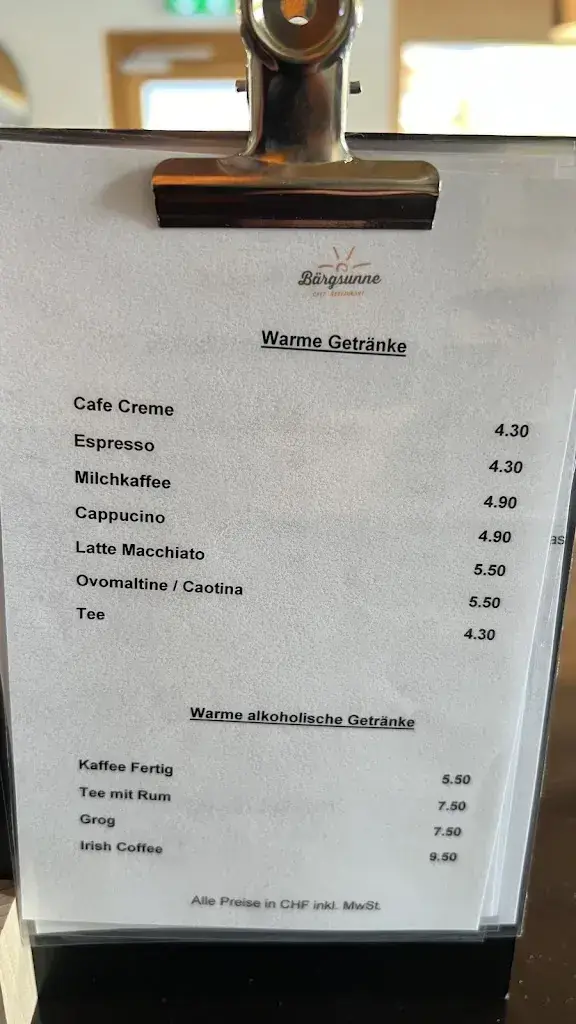 Bärgsunne
Warme Getränke
Cafe Creme 4.30
Espresso 4.30
Milchkaffee 4.90
Cappucino 4.90
Latte Macchiato 5.50
Ovomaltine / Caotina 5.50
Tee 4.30
Warme alkoholische Getränke
Kaffee Fertig 5.50
Tee mit Rum 7.50
Grog 7.50
Irish Coffee 9.50
Alle Preise in CHF inkl. MwSt.
as